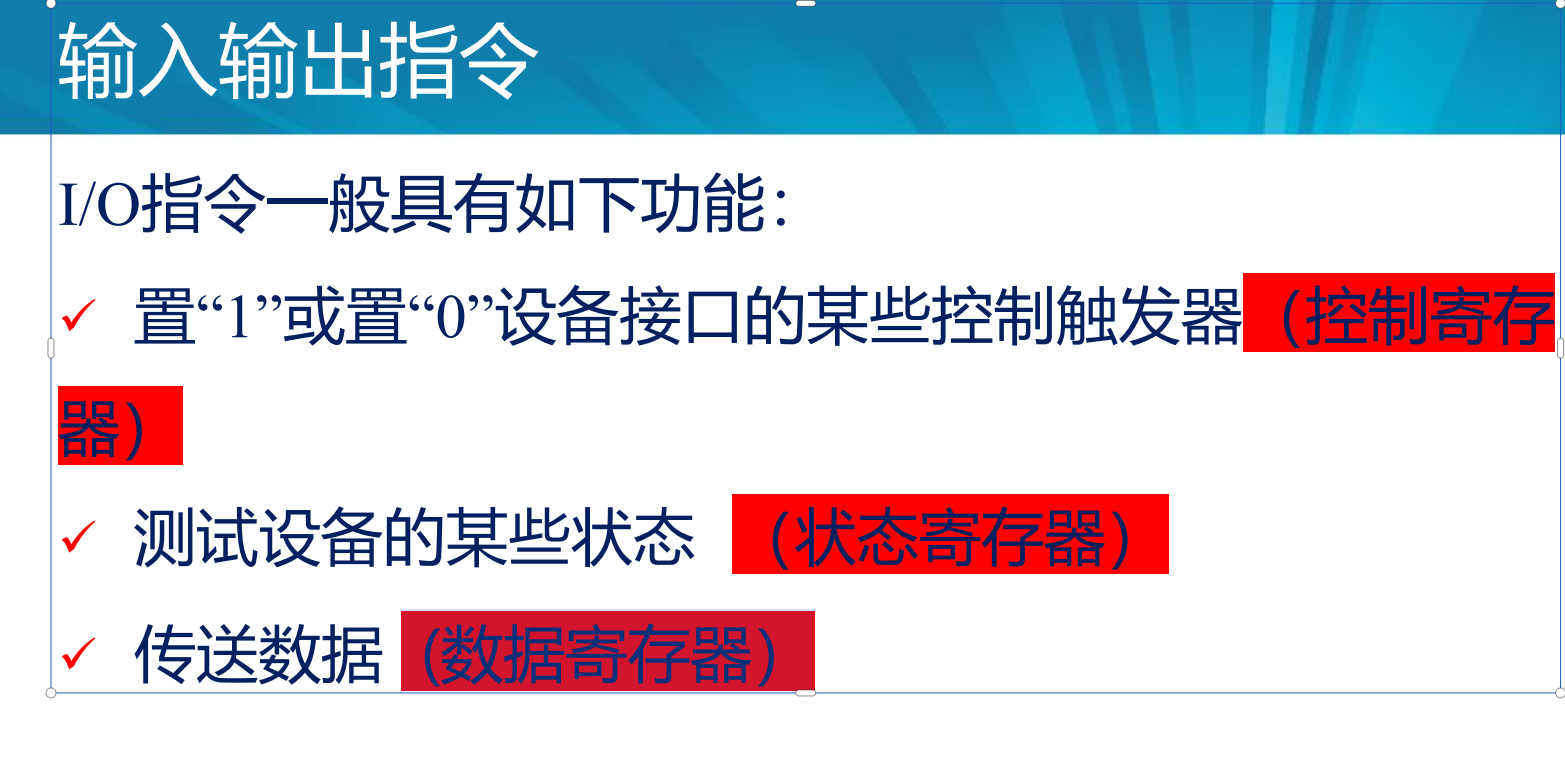 输入输出指令
I/O指令一般具有如下功能：
✓ 置“1”或置“0”设备接口的某些控制触发器（控制寄存
器）
✓ 测试设备的某些状态 （状态寄存器）
✓ 传送数据 (数据寄存器）